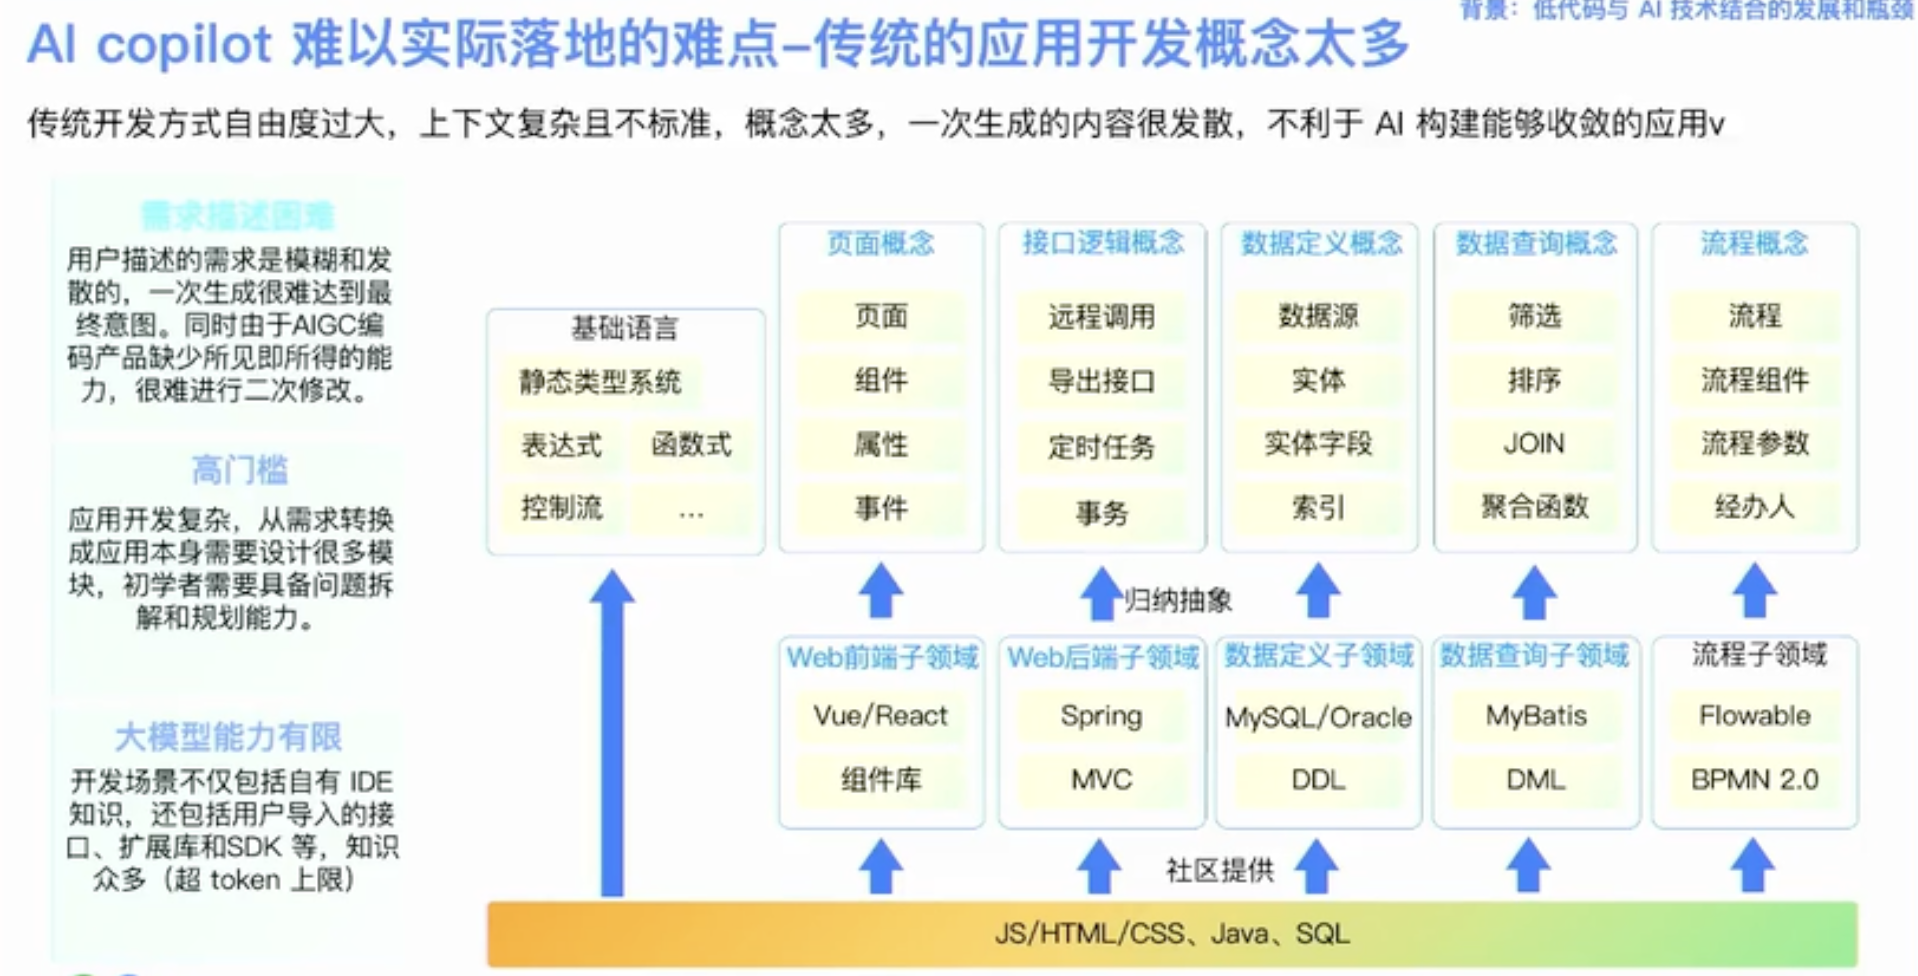 背景：低代码与 AI 技术结合的发展和瓶颈
AI copilot 难以实际落地的难点–传统的应用开发概念太多
传统开发方式自由度过大，上下文复杂且不标准，概念太多，一次生成的内容很发散，不利于 AI 构建能够收敛的应用v
需求描述困难
用户描述的需求是模糊和发
散的，一次生成很难达到最
终意图。同时由于AIGC编
码产品缺少所见即所得的能
力，很难进行二次修改。
高门槛
应用开发复杂，从需求转换
成应用本身需要设计很多模
块，初学者需要具备问题拆
解和规划能力。
大模型能力有限
开发场景不仅包括自有 IDE
知识，还包括用户导入的接
口、扩展库和SDK 等，知识
众多（超 token 上限）
基础语言
静态类型系统
表达式
函数式
控制流
...
页面概念
页面
组件
属性
事件
接口逻辑概念
远程调用
导出接口
定时任务
事务
数据定义概念
数据源
实体
实体字段
索引
数据查询概念
筛选
排序
JOIN
聚合函数
流程概念
流程
流程组件
流程参数
经办人
归纳抽象
Web前端子领域
Vue/React
组件库
Web后端子领域
Spring
MVC
数据定义子领域
MySQL/Oracle
DDL
数据查询子领域
MyBatis
DML
流程子领域
Flowable
BPMN 2.0
社区提供
JS/HTML/CSS、Java、SQL